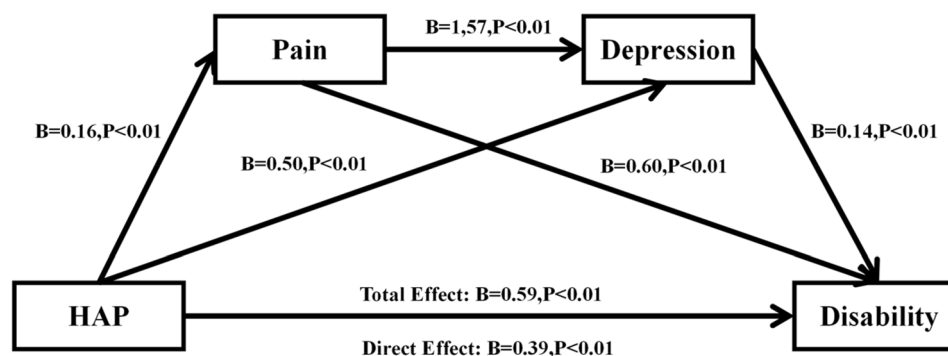 B=1,57,P<0.01
Pain
Depression
B=0.16,P<0.01
B=0.14,P<0.01
B=0.50,P<0.01
B=0.60,P<0.01
Total Effect: B=0.59,P<0.01
HAP
Disability
Direct Effect: B=0.39,P<0.01